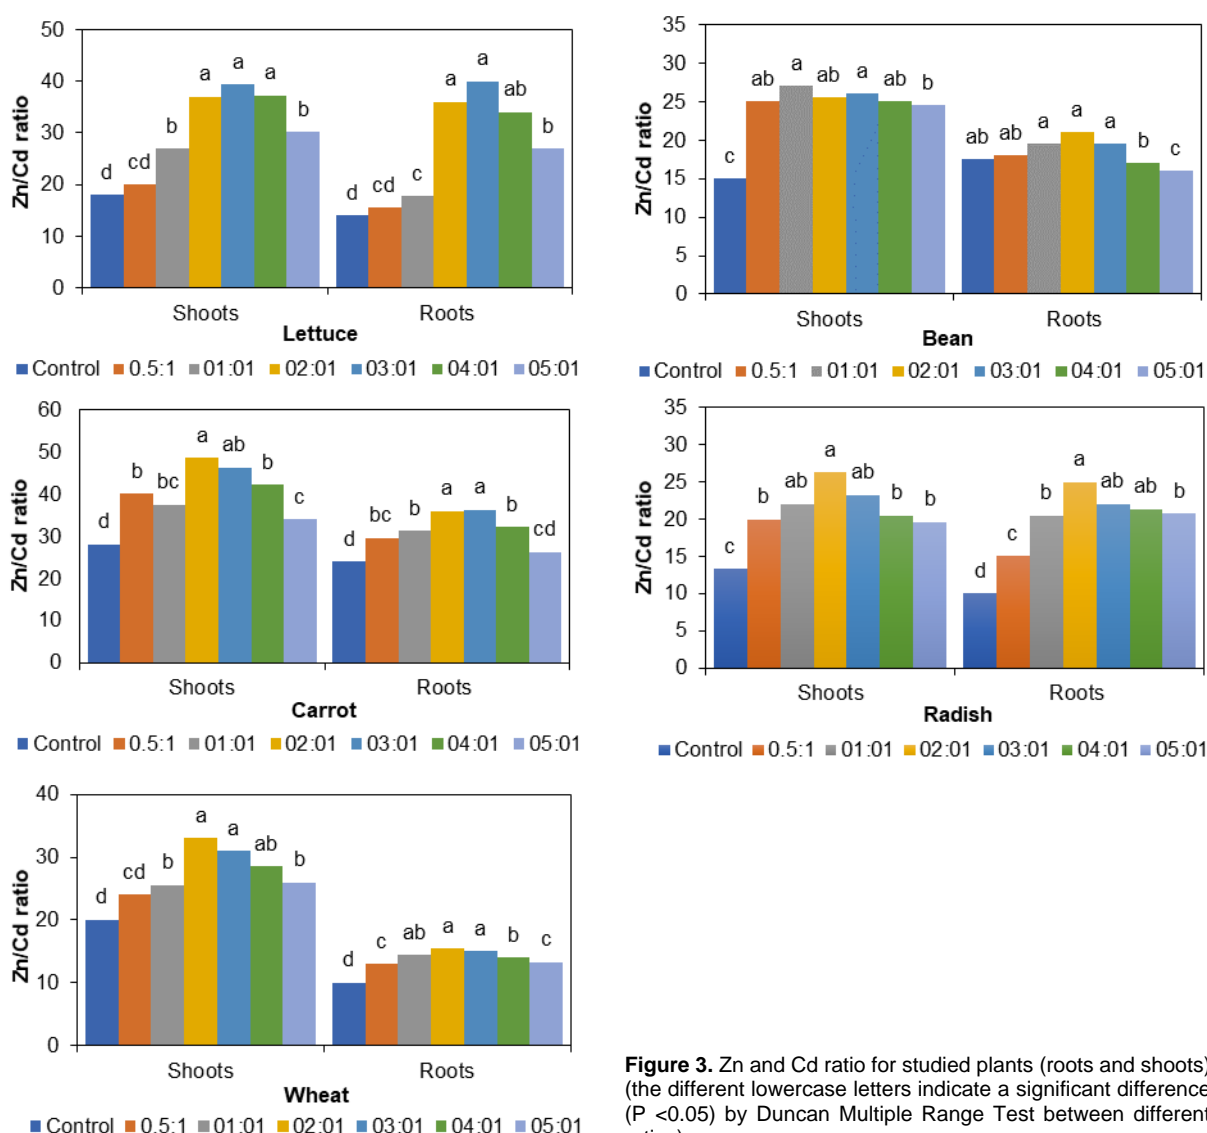 50
40
30
20
10
0
Zn/Cd ratio
d cd b a a a b
d cd c a a ab b
Shoots Roots
Lettuce
Control 0.5:1 01:01 02:01 03:01 04:01 05:01
35
30
25
20
15
10
5
0
Zn/Cd ratio
c ab a ab a ab b
ab ab a a a b c
Shoots Roots
Bean
Control 0.5:1 01:01 02:01 03:01 04:01 05:01
60
50
40
30
20
10
0
Zn/Cd ratio
d b bc a ab b c
d bc b a a b cd
Shoots Roots
Carrot
Control 0.5:1 01:01 02:01 03:01 04:01 05:01
35
30
25
20
15
10
5
0
Zn/Cd ratio
c b ab a ab b b
d c b a ab ab b
Shoots Roots
Radish
Control 0.5:1 01:01 02:01 03:01 04:01 05:01
40
30
20
10
0
Zn/Cd ratio
d cd b a a ab b
d c ab a a b c
Shoots Roots
Wheat
Control 0.5:1 01:01 02:01 03:01 04:01 05:01
Figure 3. Zn and Cd ratio for studied plants (roots and shoots)
(the different lowercase letters indicate a significant difference
(P <0.05) by Duncan Multiple Range Test between different